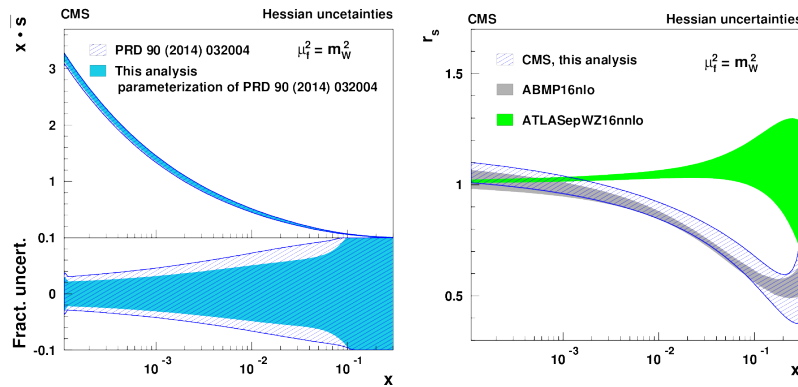 CMS Hessian uncetainties
x • s̅
PRD 90 (2014) 032004
μ²f = m²W
This analysis
parameterization of PRD 90 (2014) 032004
3
2
1
Fract. uncert.
0.1
0
-0.1
10⁻³ 10⁻² 10⁻¹
x
CMS Hessian uncertainties
rs
CMS, this analysis
μ²f = m²W
ABMP16nlo
ATLASepWZ16nnlo
1.5
1
0.5
10⁻³ 10⁻² 10⁻¹
x